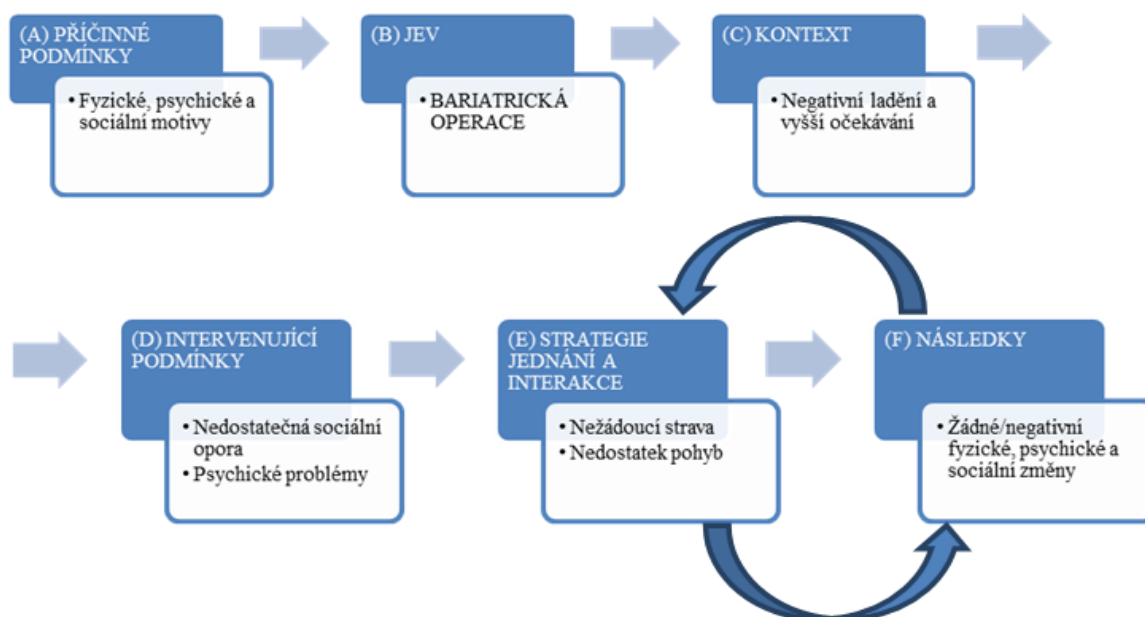 (A) PŘÍČINNÉ
PODMÍNKY
• Fyzické, psychické a
sociální motivy
(B) JEV
• BARIATRICKÁ
OPERACE
(C) KONTEXT
• Negativní ladění a
vyšší očekávání
(D) INTERVENUJÍCÍ
PODMÍNKY
• Nedostatečná sociální
opora
• Psychické problémy
(E) STRATEGIE
JEDNÁNÍ A
INTERAKCE
• Nežádoucí strava
• Nedostatek pohyb
(F) NÁSLEDKY
• Žádné/negativní
fyzické, psychické a
sociální změny